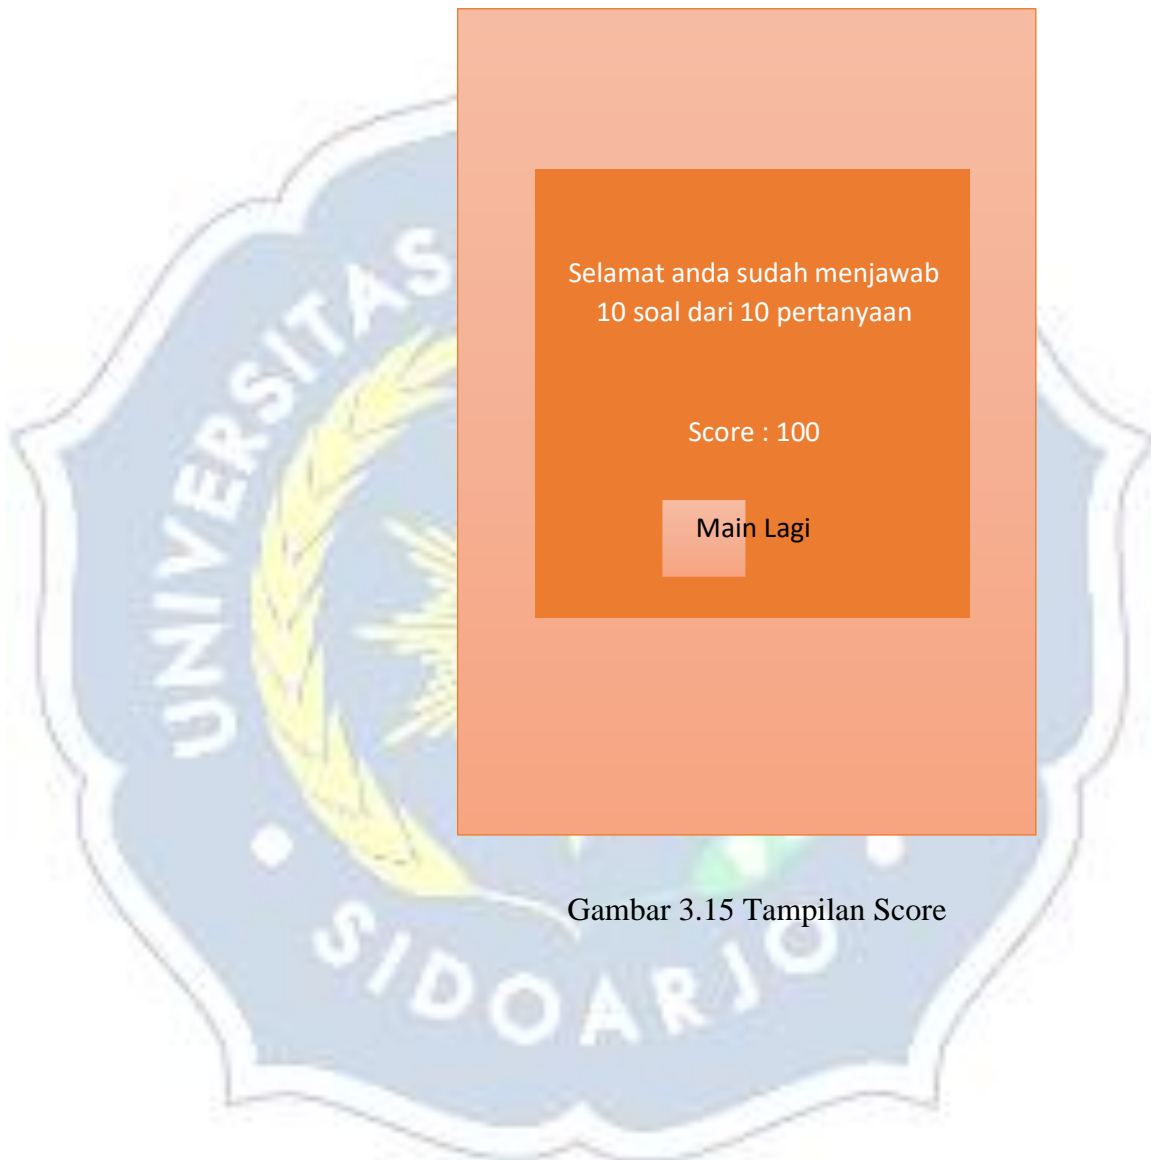 UNIVERSITAS
Selamat anda sudah menjawab
10 soal dari 10 pertanyaan
Score : 100
Main Lagi
Gambar 3.15 Tampilan Score
SIDOARJO